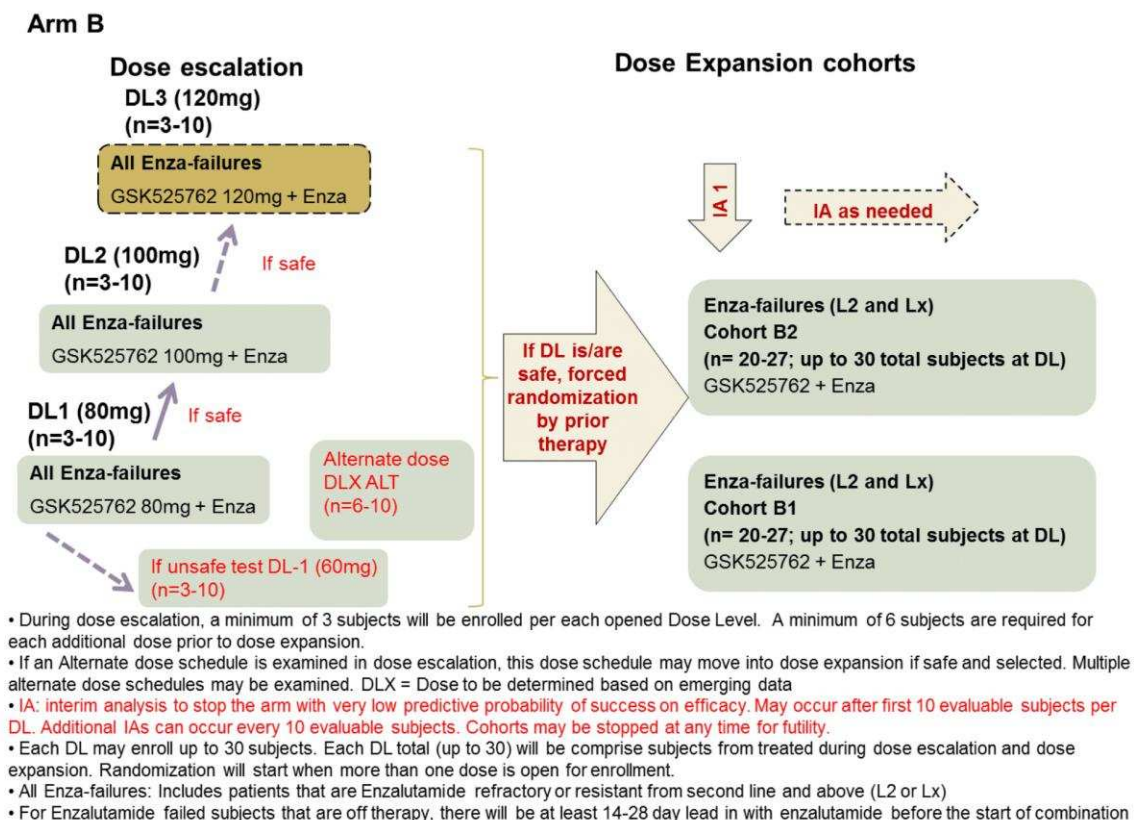 Arm B
Dose escalation
DL3 (120mg)
(n=3-10)
All Enza-failures
GSK525762 120mg + Enza
If safe
DL2 (100mg)
(n=3-10)
All Enza-failures
GSK525762 100mg + Enza
If safe
DL1 (80mg)
(n=3-10)
All Enza-failures
GSK525762 80mg + Enza
Alternate dose
DLX ALT
(n=6-10)
If unsafe test DL-1 (60mg)
(n=3-10)
If DL is/are
safe, forced
randomization
by prior
therapy
Dose Expansion cohorts
IA 1
IA as needed
Enza-failures (L2 and Lx)
Cohort B2
(n= 20-27; up to 30 total subjects at DL)
GSK525762 + Enza
Enza-failures (L2 and Lx)
Cohort B1
(n= 20-27; up to 30 total subjects at DL)
GSK525762 + Enza
• During dose escalation, a minimum of 3 subjects will be enrolled per each opened Dose Level. A minimum of 6 subjects are required for
each additional dose prior to dose expansion.
• If an Alternate dose schedule is examined in dose escalation, this dose schedule may move into dose expansion if safe and selected. Multiple
alternate dose schedules may be examined. DLX = Dose to be determined based on emerging data
• IA: interim analysis to stop the arm with very low predictive probability of success on efficacy. May occur after first 10 evaluable subjects per
DL. Additional IAs can occur every 10 evaluable subjects. Cohorts may be stopped at any time for futility.
• Each DL may enroll up to 30 subjects. Each DL total (up to 30) will be comprise subjects from treated during dose escalation and dose
expansion. Randomization will start when more than one dose is open for enrollment.
• All Enza-failures: Includes patients that are Enzalutamide refractory or resistant from second line and above (L2 or Lx)
• For Enzalutamide failed subjects that are off therapy, there will be at least 14-28 day lead in with enzalutamide before the start of combination